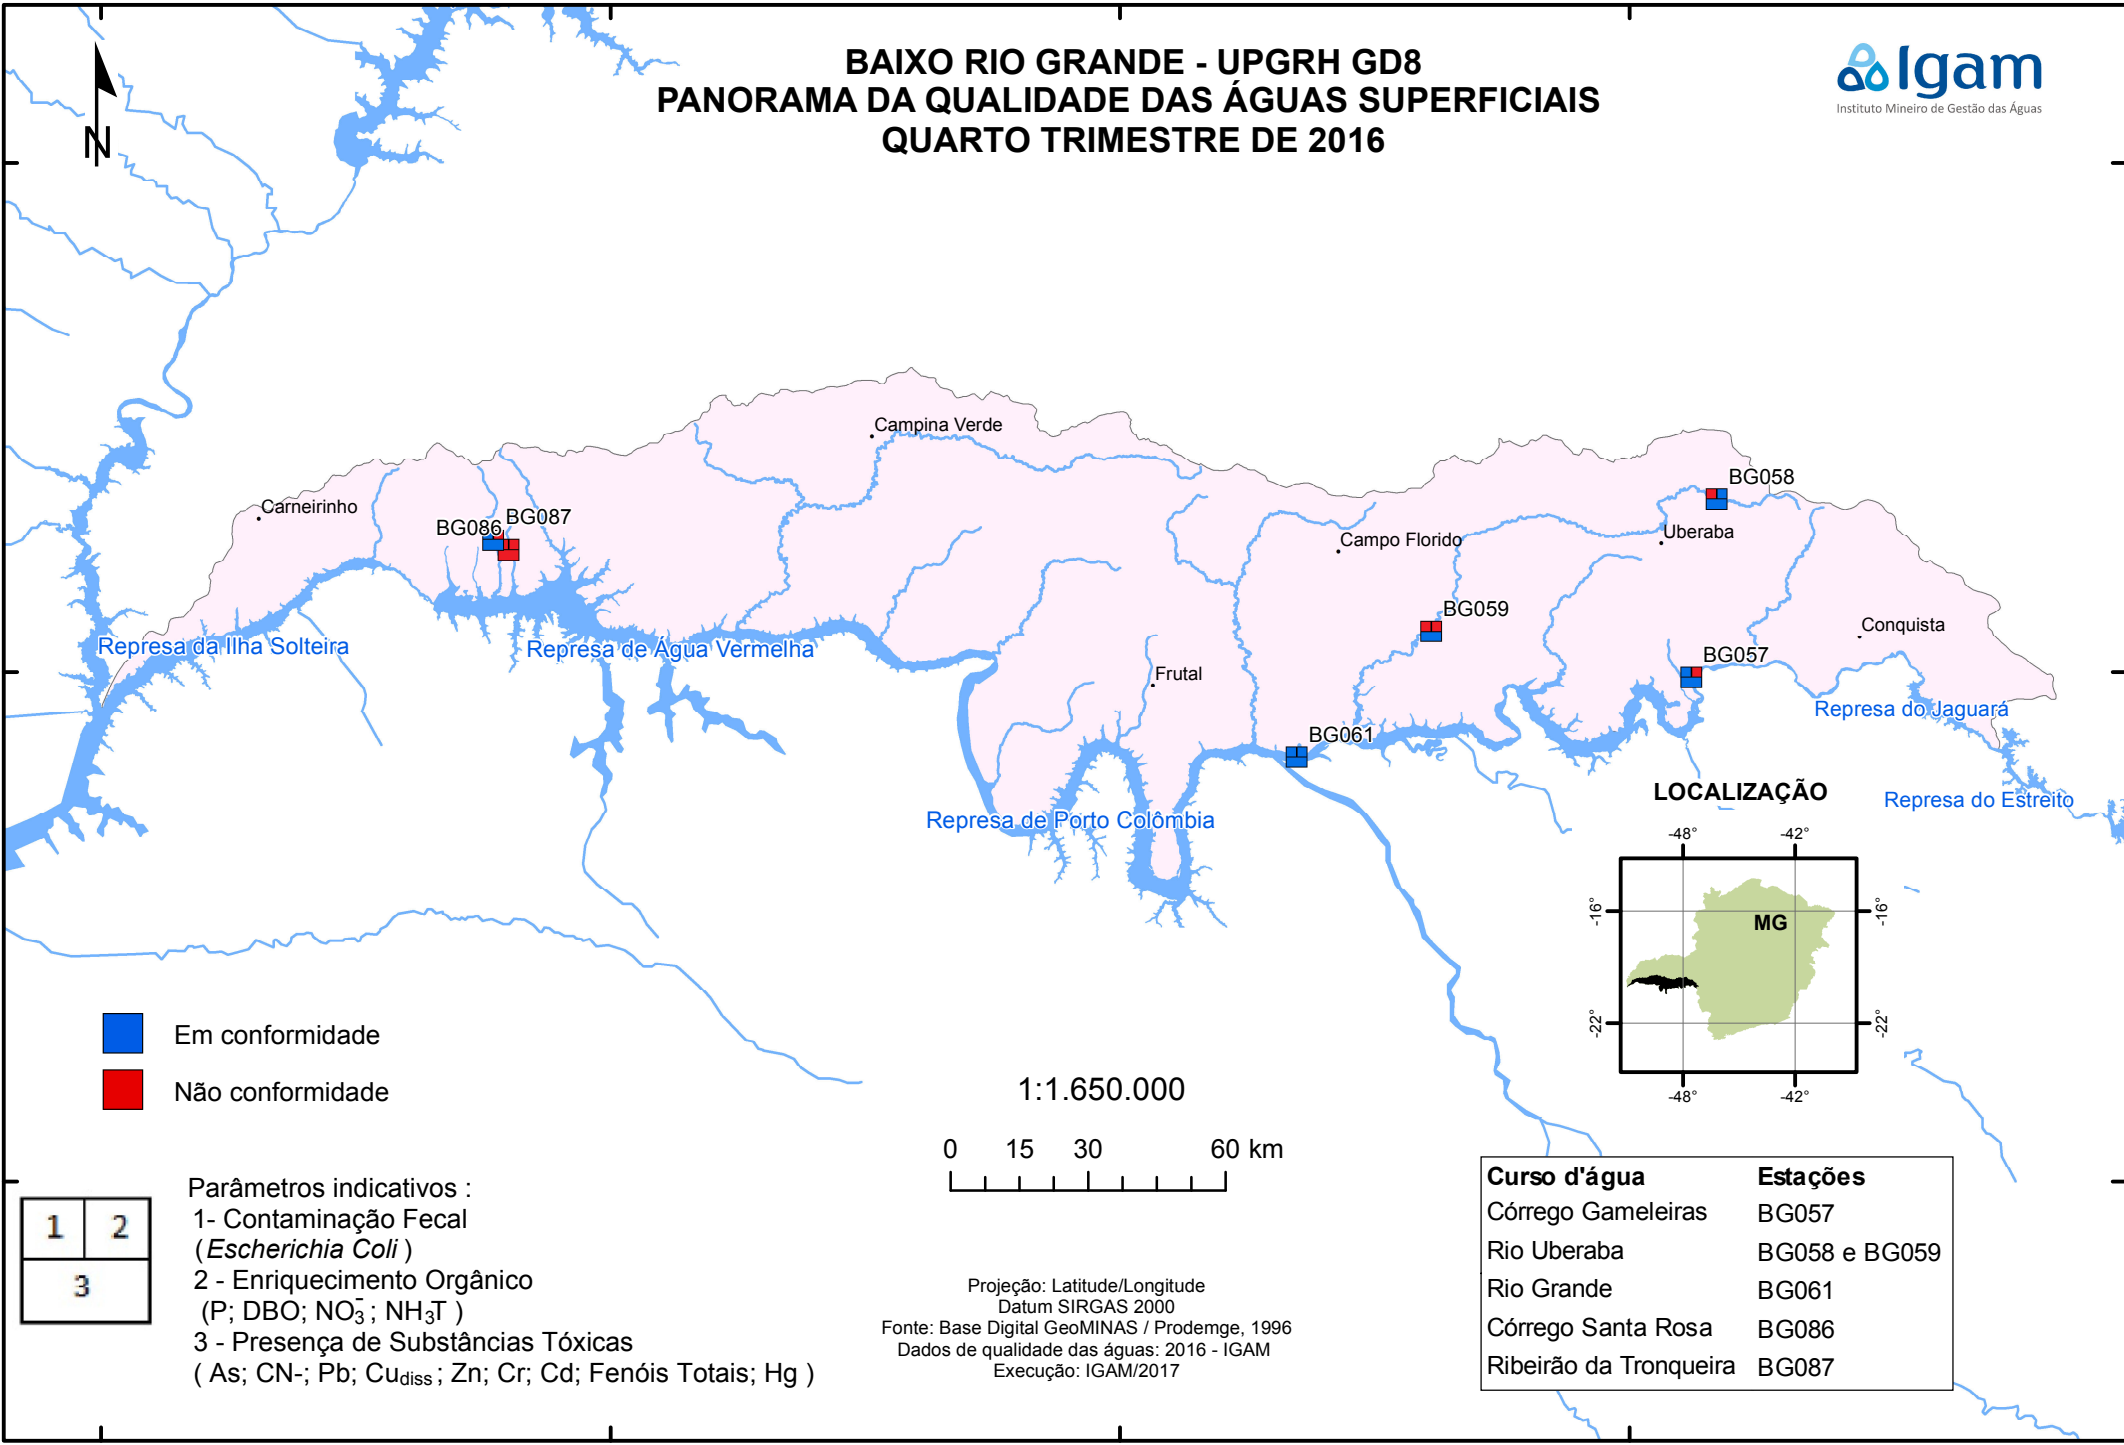 BAIXO RIO GRANDE - UPGRH GD8
PANORAMA DA QUALIDADE DAS ÁGUAS SUPERFICIAIS
QUARTO TRIMESTRE DE 2016
Igam
Instituto Mineiro de Gestão das Águas
N
Campina Verde
Carneirinho
BG086
BG087
BG058
Uberaba
Campo Florido
BG059
Conquista
BG057
Represa da Ilha Solteira
Represa de Água Vermelha
Frutal
Represa do Jaguará
BG061
Represa de Porto Colômbia
Represa do Estreito
LOCALIZAÇÃO
-48° -42°
-16° -16°
MG
-22° -22°
-48° -42°
Em conformidade
Não conformidade
1:1.650.000
0 15 30 60 km
1 2
3
Parâmetros indicativos :
1- Contaminação Fecal
(Escherichia Coli )
2 - Enriquecimento Orgânico
(P; DBO; NO₃⁻; NH₃T )
3 - Presença de Substâncias Tóxicas
( As; CN-; Pb; Cu diss ; Zn; Cr; Cd; Fenóis Totais; Hg )
Projeção: Latitude/Longitude
Datum SIRGAS 2000
Fonte: Base Digital GeoMINAS / Prodemge, 1996
Dados de qualidade das águas: 2016 - IGAM
Execução: IGAM/2017
Curso d'água Estações
Córrego Gameleiras BG057
Rio Uberaba BG058 e BG059
Rio Grande BG061
Córrego Santa Rosa BG086
Ribeirão da Tronqueira BG087